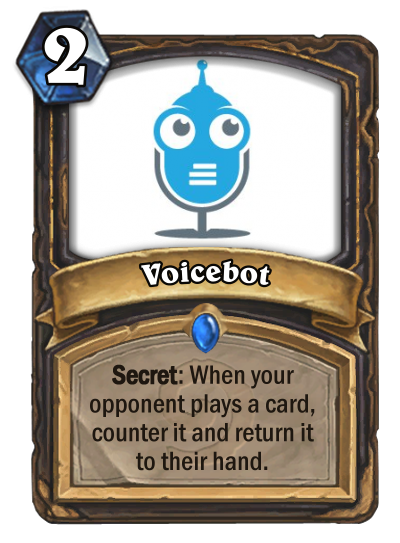 2
Voicebot
Secret: When your
opponent plays a card,
counter it and return it
to their hand.